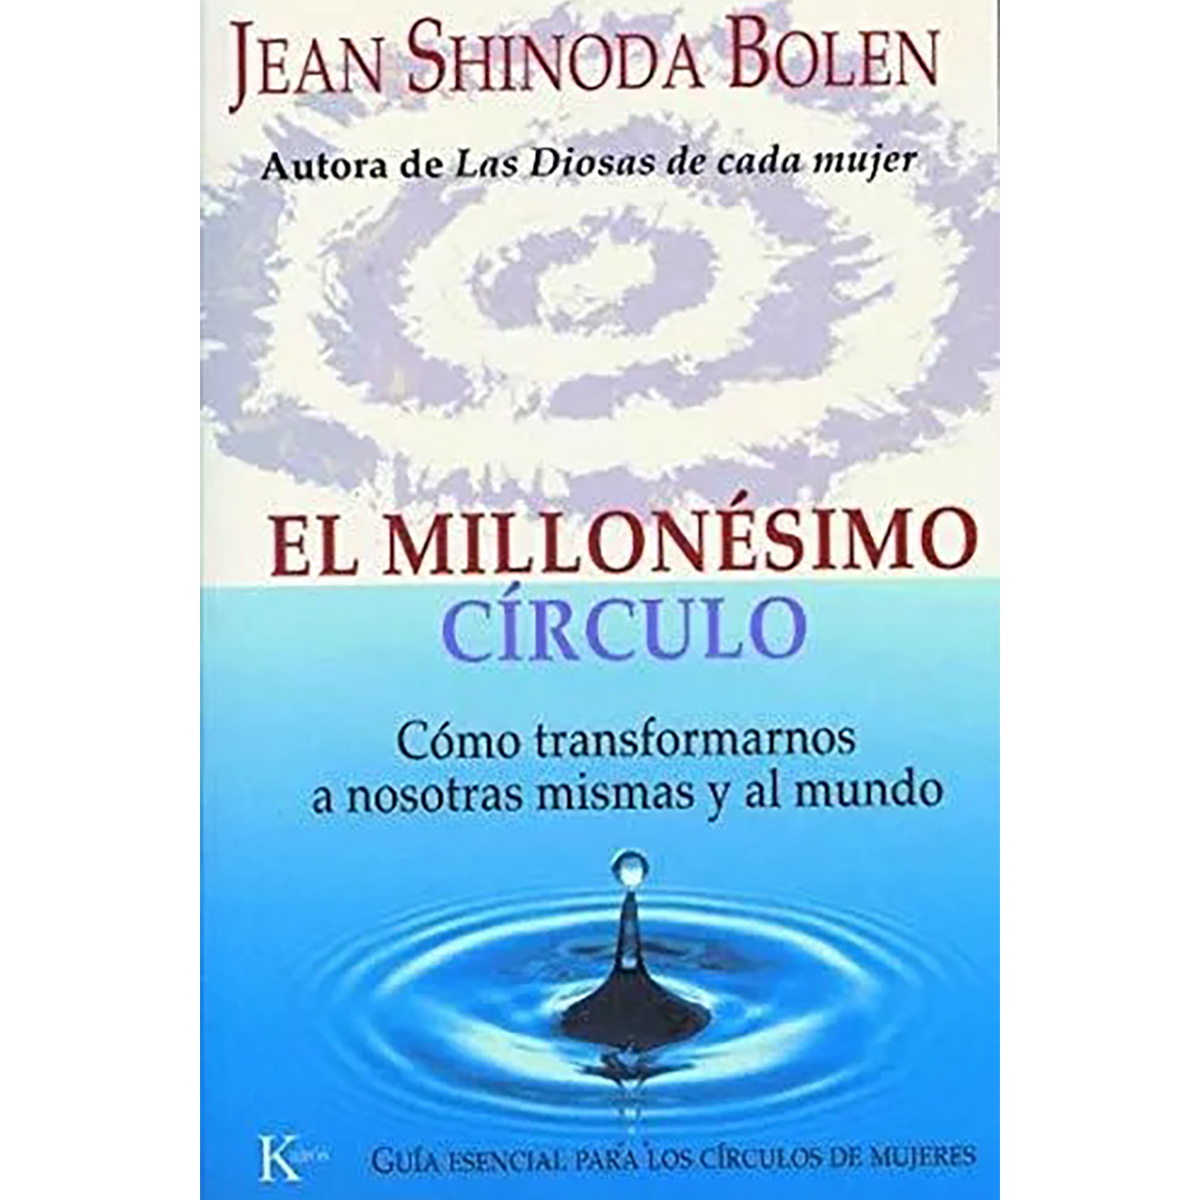 JEAN SHINODA BOLEN
Autora de Las Diosas de cada mujer
EL MILLONÉSIMO
CÍRCULO
Cómo transformarnos
a nosotras mismas y al mundo
Kairós
GUÍA ESENCIAL PARA LOS CÍRCULOS DE MUJERES